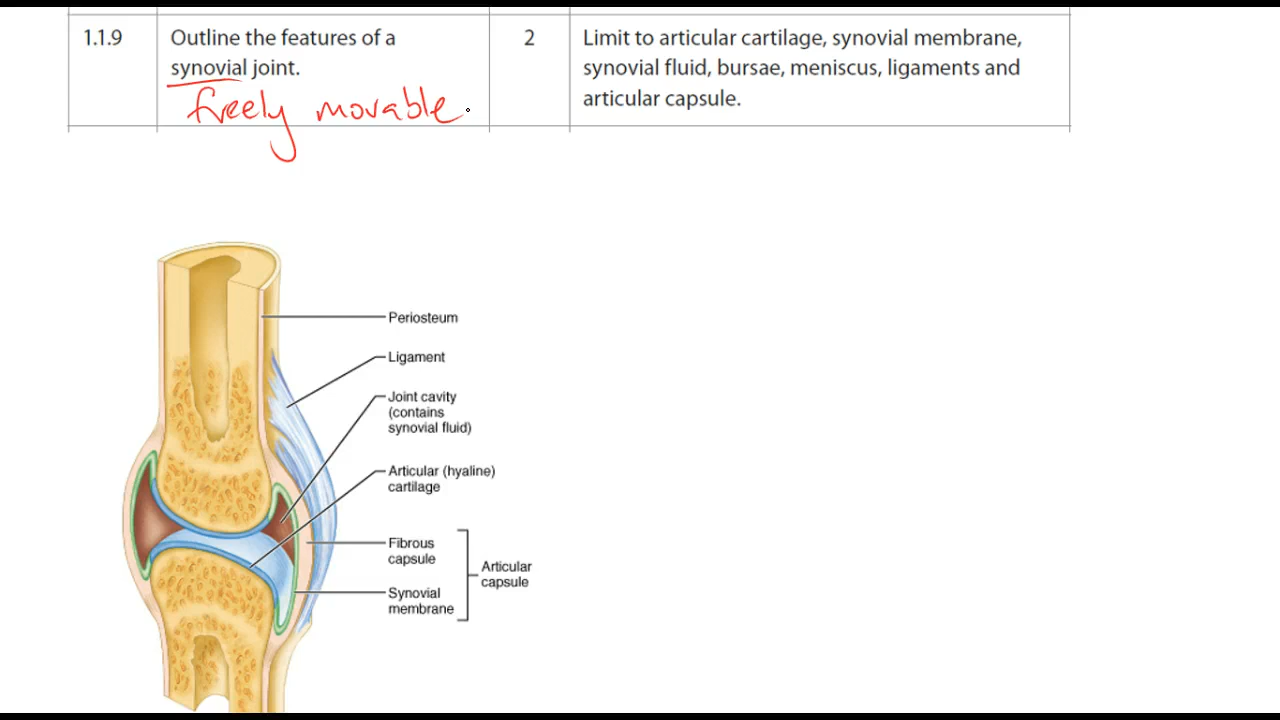 1.1.9
Outline the features of a
synovial joint.
freely movable.
2
Limit to articular cartilage, synovial membrane,
synovial fluid, bursae, meniscus, ligaments and
articular capsule.
Periosteum
Ligament
Joint cavity
(contains
synovial fluid)
Articular (hyaline)
cartilage
Fibrous
capsule
Synovial
membrane
Articular
capsule